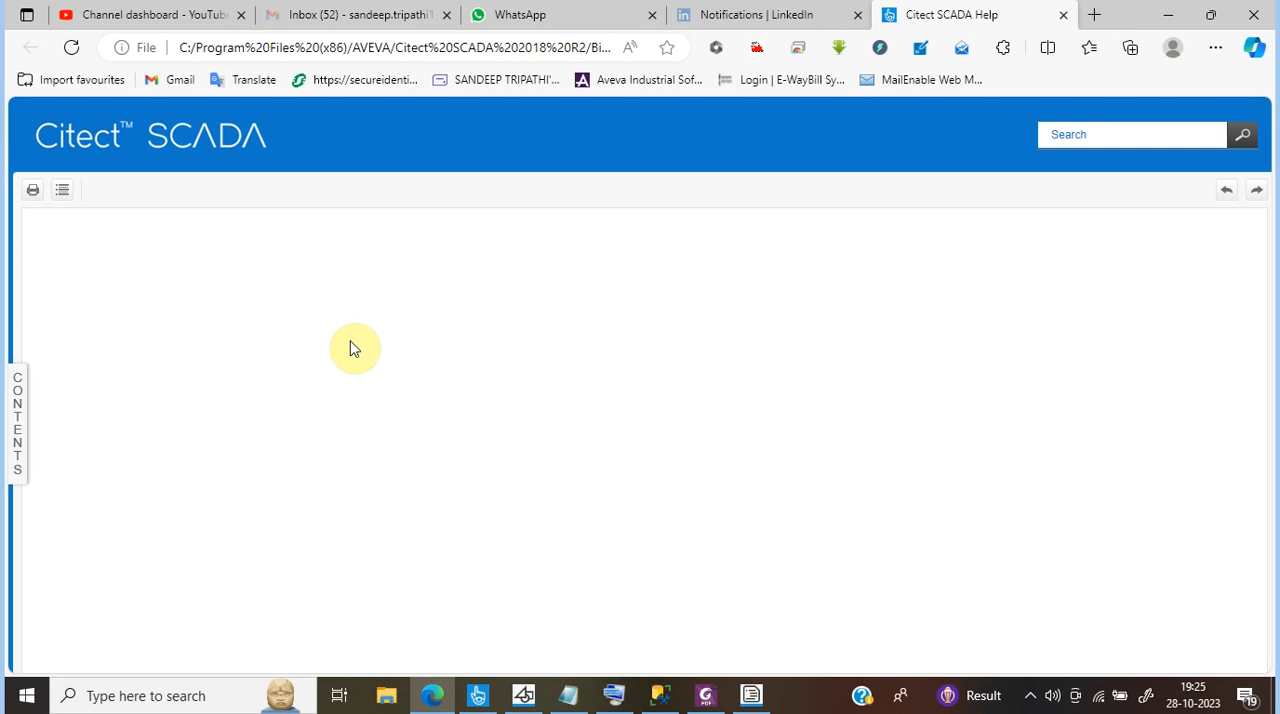 Channel dashboard - YouTub
Inbox (52) - sandeep.tripathi1
WhatsApp
Notifications | LinkedIn
Citect SCADA Help
File
C:/Program%20Files%20(x86)/AVEVA/Citect%20SCADA%202018%20R2/Bi...
Import favourites
Gmail
Translate
https://secureidenti...
SANDEEP TRIPATHI'...
Aveva Industrial Sof...
Login | E-WayBill Sy...
MailEnable Web M...
Citect™ SCADA
Search
CONTENTS
Type here to search
Result
19:25
28-10-2023
19